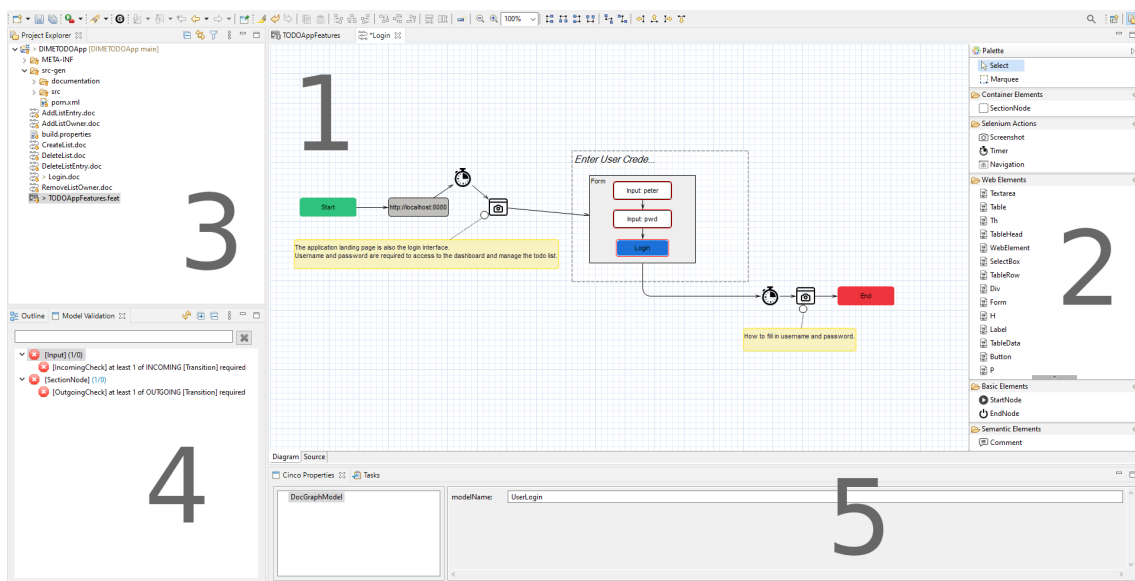 100%
Project Explorer
> DIMETODOApp [DIMETODOApp main]
> META-INF
src-gen
documentation
> src
pom.xml
AddListEntry.doc
AddListOwner.doc
build.properties
CreateList.doc
DeleteList.doc
DeleteListEntry.doc
> Login.doc
RemoveListOwner.doc
> TODOAppFeatures.feat
3
TODOAppFeatures
*Login
1
Enter User Crede...
Form
Input: peter
Input: pwd
Login
Start
http://localhost:8080
The application landing page is also the login interface.
Username and password are required to access to the dashboard and manage the todo list.
End
How to fill in username and password.
Diagram Source
Palette
Select
Marquee
Container Elements
SectionNode
Selenium Actions
Screenshot
Timer
Navigation
Web Elements
Textarea
Table
Th
TableHead
WebElement
SelectBox
TableRow
Div
Form
H
Label
TableData
Button
P
Basic Elements
StartNode
EndNode
Semantic Elements
Comment
2
Outline Model Validation
[Input] (1/0)
[IncomingCheck] at least 1 of INCOMING [Transition] required
[SectionNode] (1/0)
[OutgoingCheck] at least 1 of OUTGOING [Transition] required
4
Cinco Properties Tasks
DocGraphModel
modelName: UserLogin
5